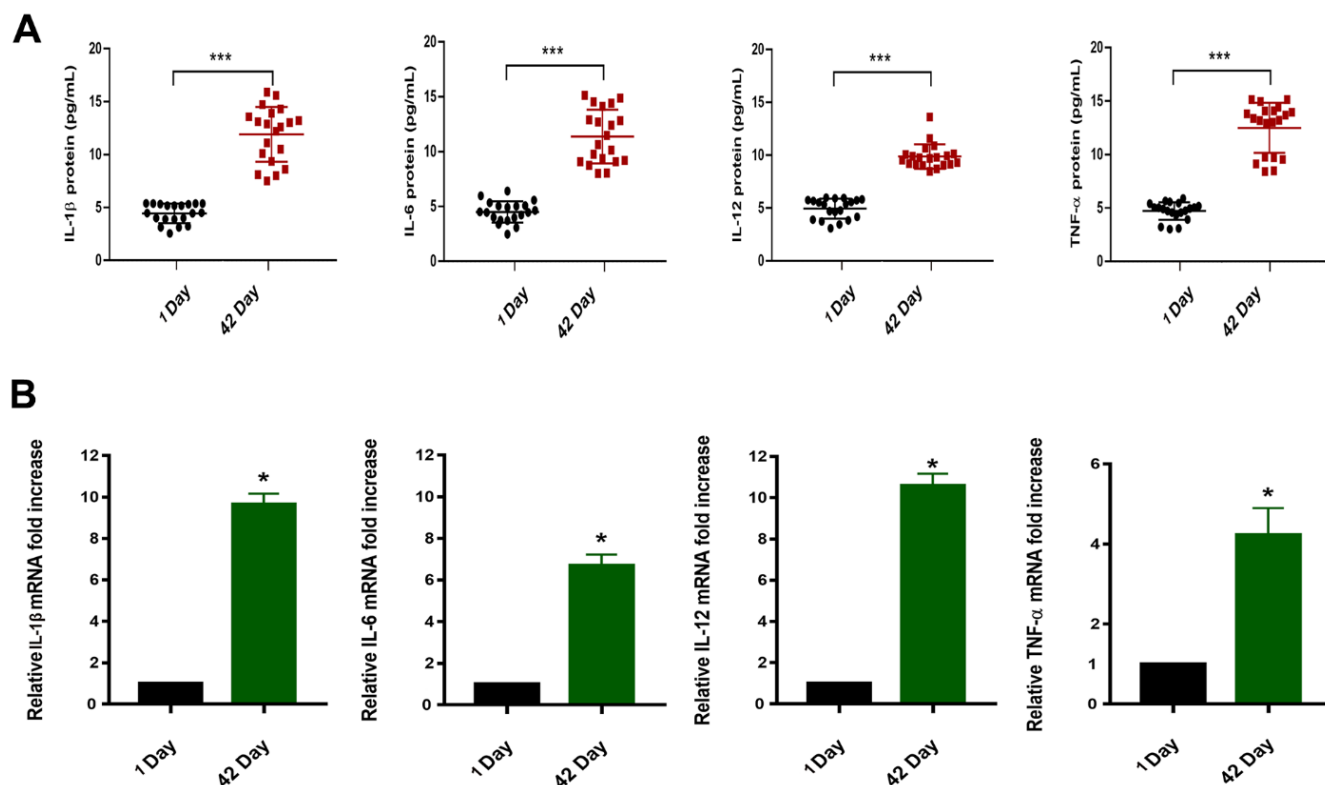 A
IL-1β protein (pg/mL)
20
15
10
5
0
***
1 Day
42 Day
IL-6 protein (pg/mL)
20
15
10
5
0
***
1 Day
42 Day
IL-12 protein (pg/mL)
20
15
10
5
0
***
1 Day
42 Day
TNF-α protein (pg/mL)
20
15
10
5
0
***
1 Day
42 Day
B
Relative IL-1β mRNA fold increase
12
10
8
6
4
2
0
*
1 Day
42 Day
Relative IL-6 mRNA fold increase
12
10
8
6
4
2
0
*
1 Day
42 Day
Relative IL-12 mRNA fold increase
12
10
8
6
4
2
0
*
1 Day
42 Day
Relative TNF-α mRNA fold increase
6
4
2
1
0
*
1 Day
42 Day